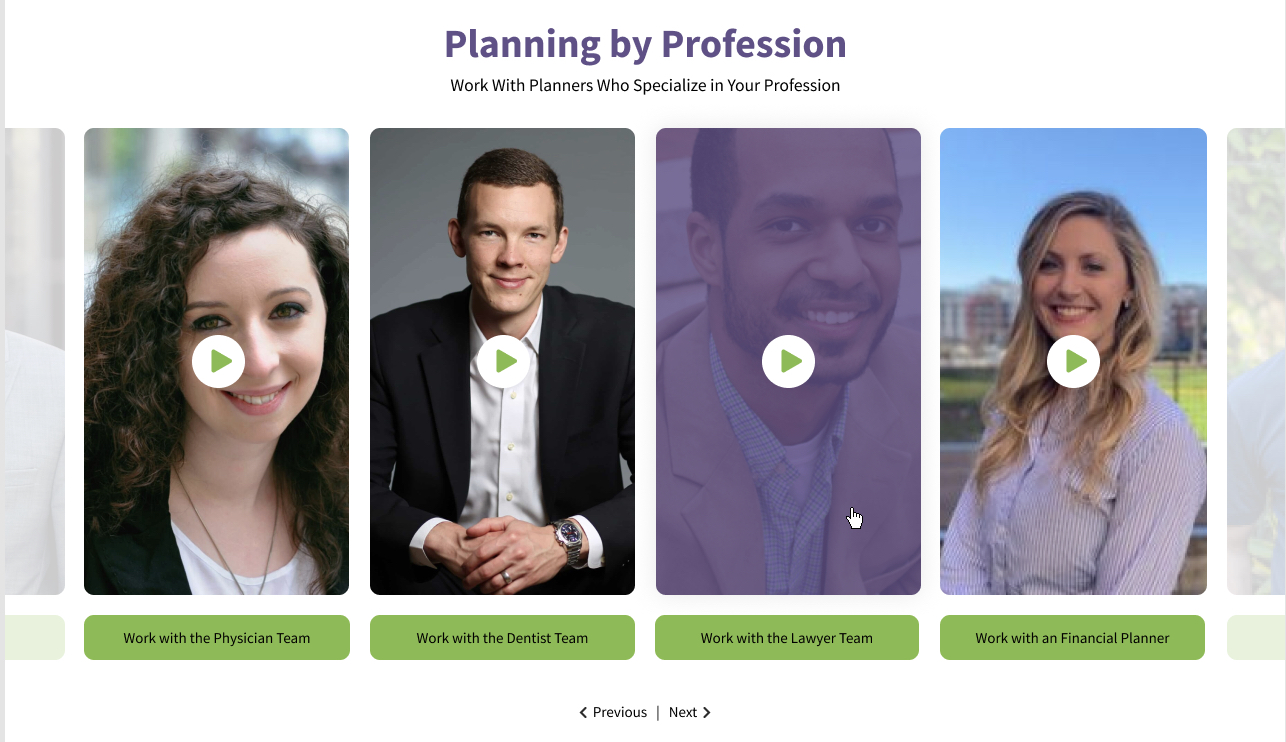 Planning by Profession
Work With Planners Who Specialize in Your Profession
Work with the Physician Team
Work with the Dentist Team
Work with the Lawyer Team
Work with an Financial Planner
Previous | Next